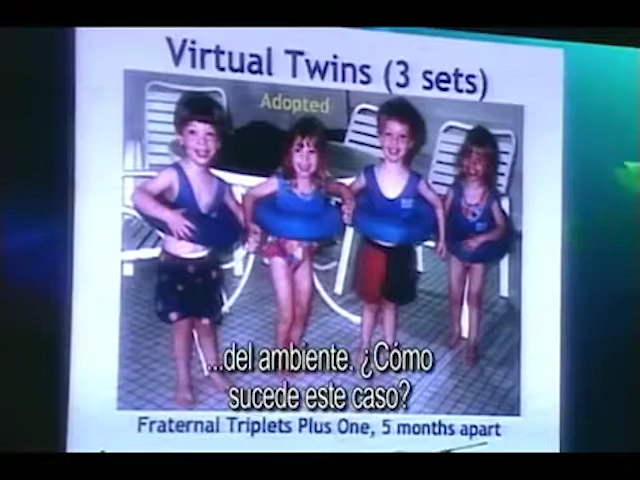 Virtual Twins (3 sets)
Adopted
...del ambiente. ¿Cómo
sucede este caso?
Fraternal Triplets Plus One, 5 months apart